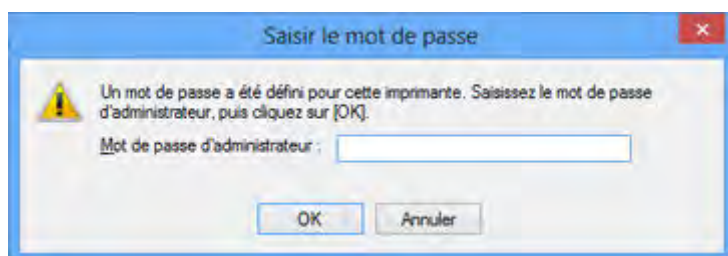 Saisir le mot de passe
Un mot de passe a été défini pour cette imprimante. Saisissez le mot de passe
d'administrateur, puis cliquez sur [OK].
Mot de passe d'administrateur :
OK Annuler